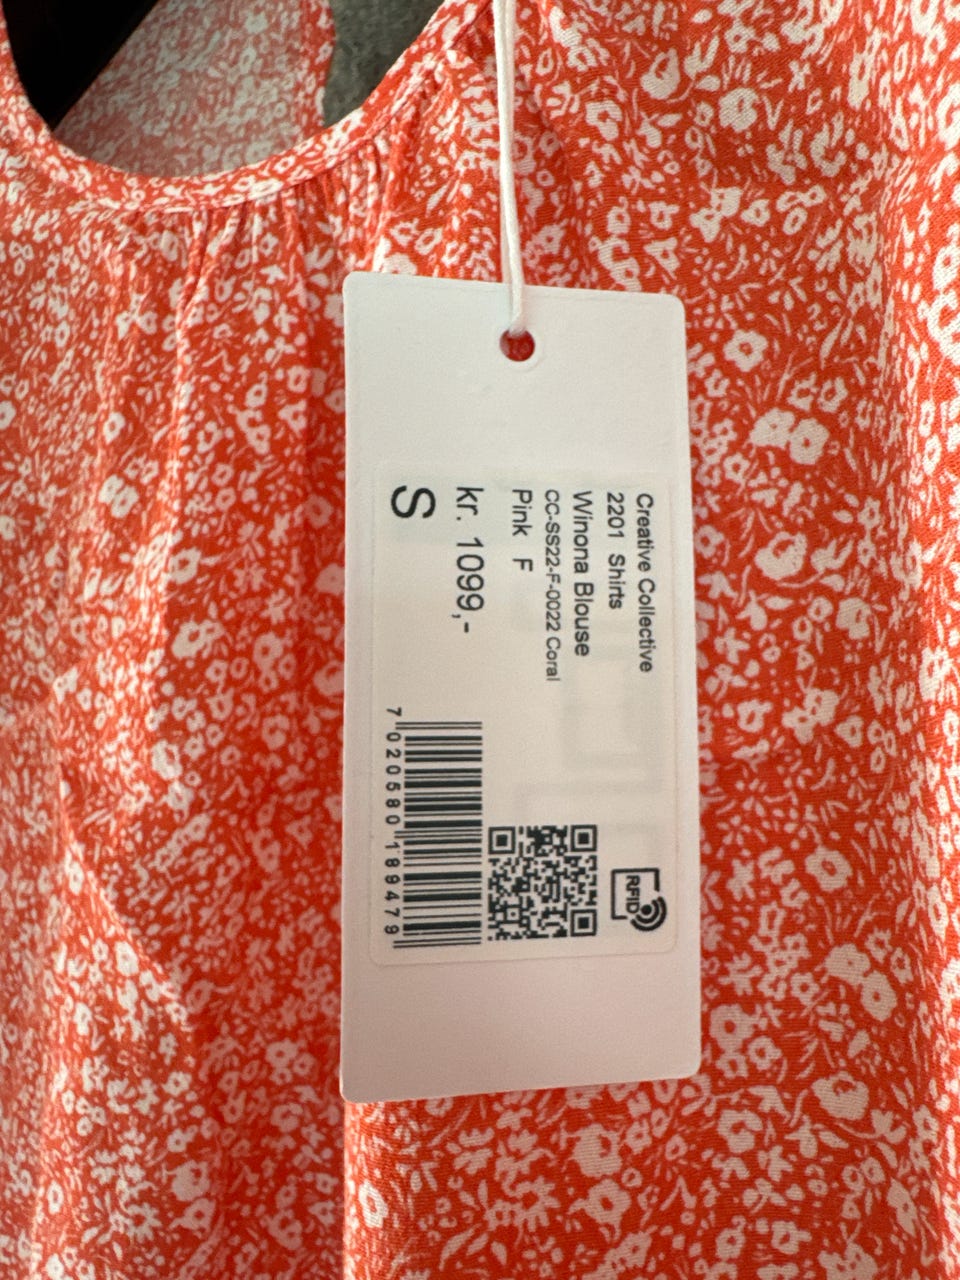 Creative Collective
2201 Shirts
Winona Blouse
CC-SS22-F-0022 Coral
Pink F
kr. 1099,-
S
RFID
7 020580 189479